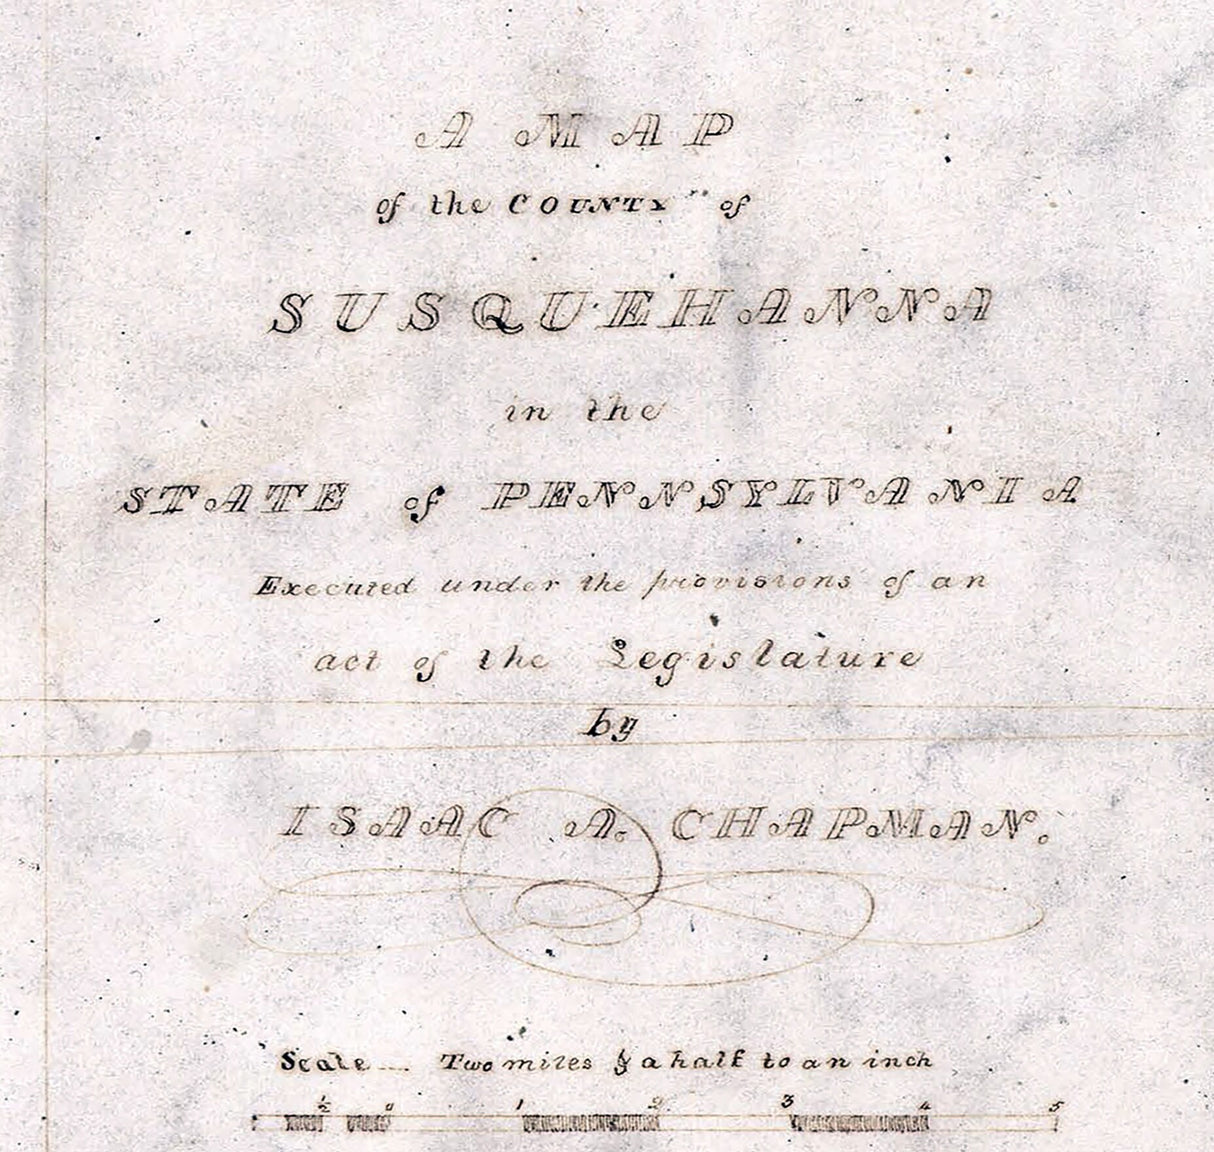 A MAP
of the COUNTY of
SUSQUEHANNA
in the
STATE of PENNSYLVANIA
Executed under the provisions of an
act of the Legislature
by
ISAAC A. CHAPMAN.
Scale... Two miles & a half to an inch
½ 0 1 2 3 4 5